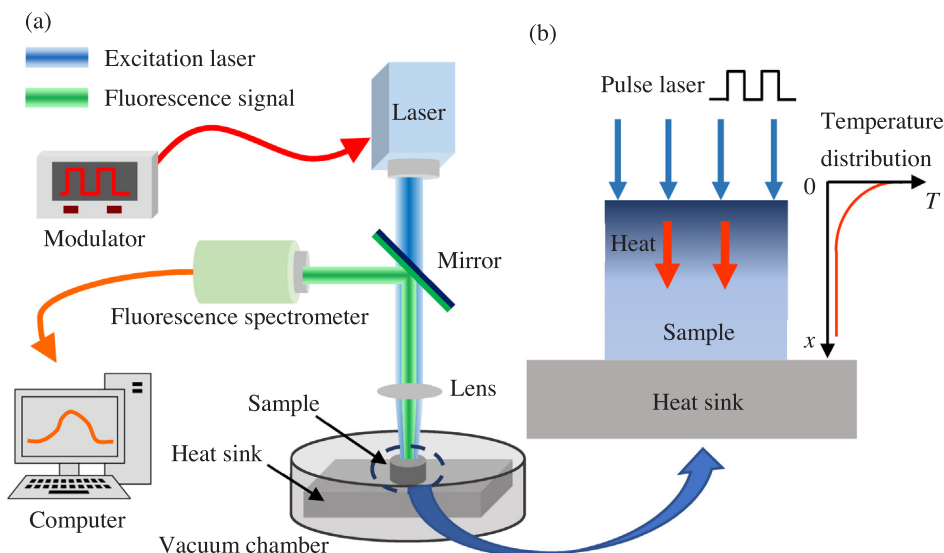 (a)
Excitation laser
Fluorescence signal
Laser
Modulator
Mirror
Fluorescence spectrometer
Lens
Sample
Heat sink
Computer
Vacuum chamber
(b)
Pulse laser
Temperature
distribution
0
T
Heat
Sample
x
Heat sink